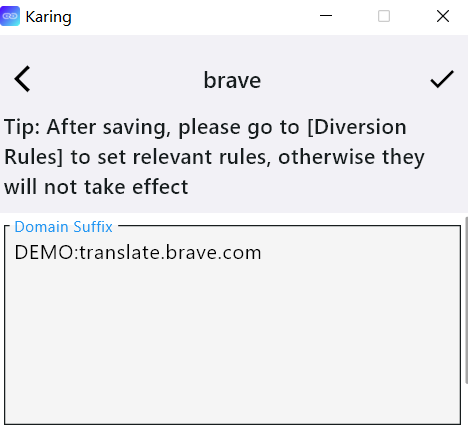 Karing
brave
Tip: After saving, please go to [Diversion
Rules] to set relevant rules, otherwise they
will not take effect
Domain Suffix
DEMO:translate.brave.com